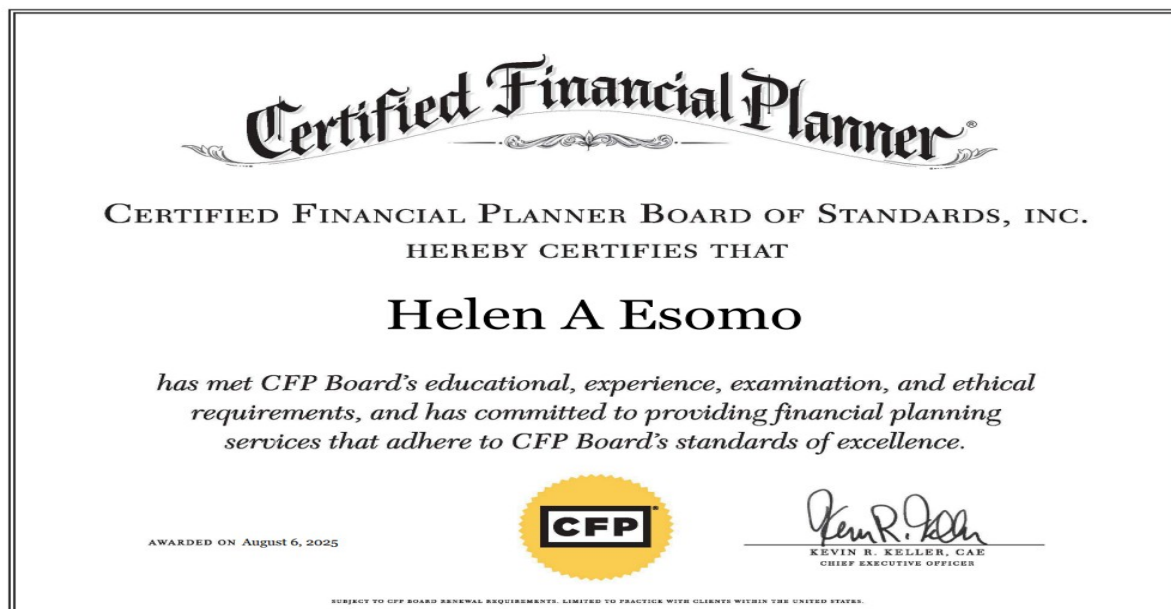 Certified Financial Planner®
CERTIFIED FINANCIAL PLANNER BOARD OF STANDARDS, INC.
HEREBY CERTIFIES THAT
Helen A Esomo
has met CFP Board's educational, experience, examination, and ethical
requirements, and has committed to providing financial planning
services that adhere to CFP Board's standards of excellence.
CFP®
AWARDED ON August 6, 2025
Kevin R. Keller
KEVIN R. KELLER, CAE
CHIEF EXECUTIVE OFFICER
SUBJECT TO CFP BOARD RENEWAL REQUIREMENTS. LIMITED TO PRACTICE WITH CLIENTS WITHIN THE UNITED STATES.